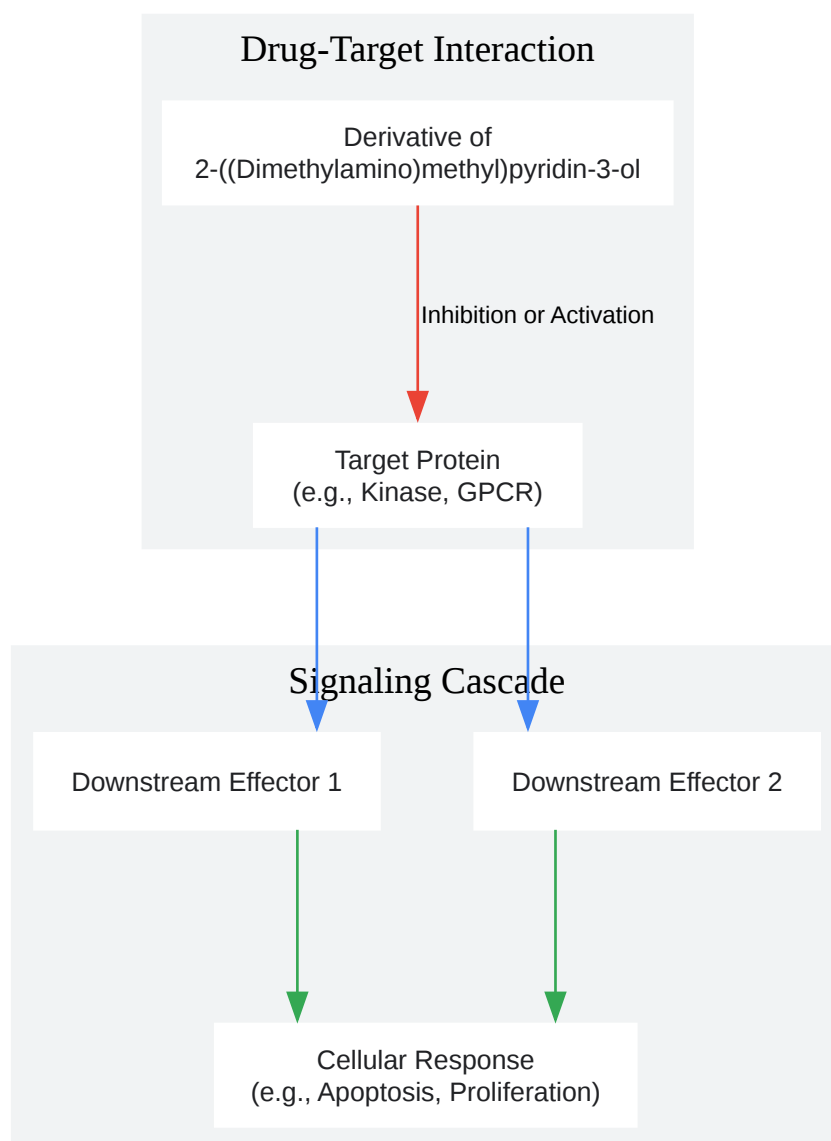 Drug-Target Interaction
Derivative of
2-((Dimethylamino)methyl)pyridin-3-ol
Inhibition or Activation
Target Protein
(e.g., Kinase, GPCR)
Signaling Cascade
Downstream Effector 1
Downstream Effector 2
Cellular Response
(e.g., Apoptosis, Proliferation)